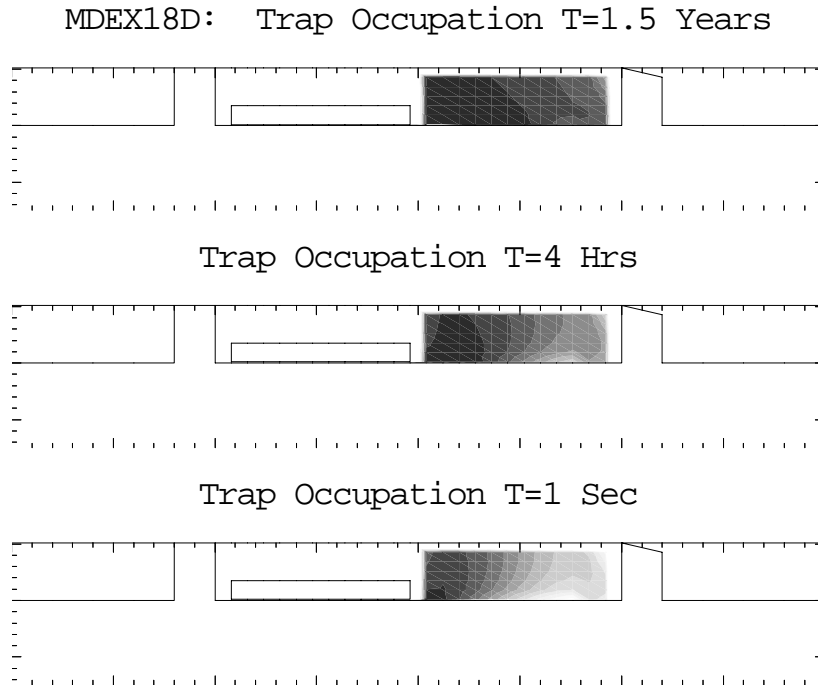 MDEX18D: Trap Occupation T=1.5 Years
Trap Occupation T=4 Hrs
Trap Occupation T=1 Sec